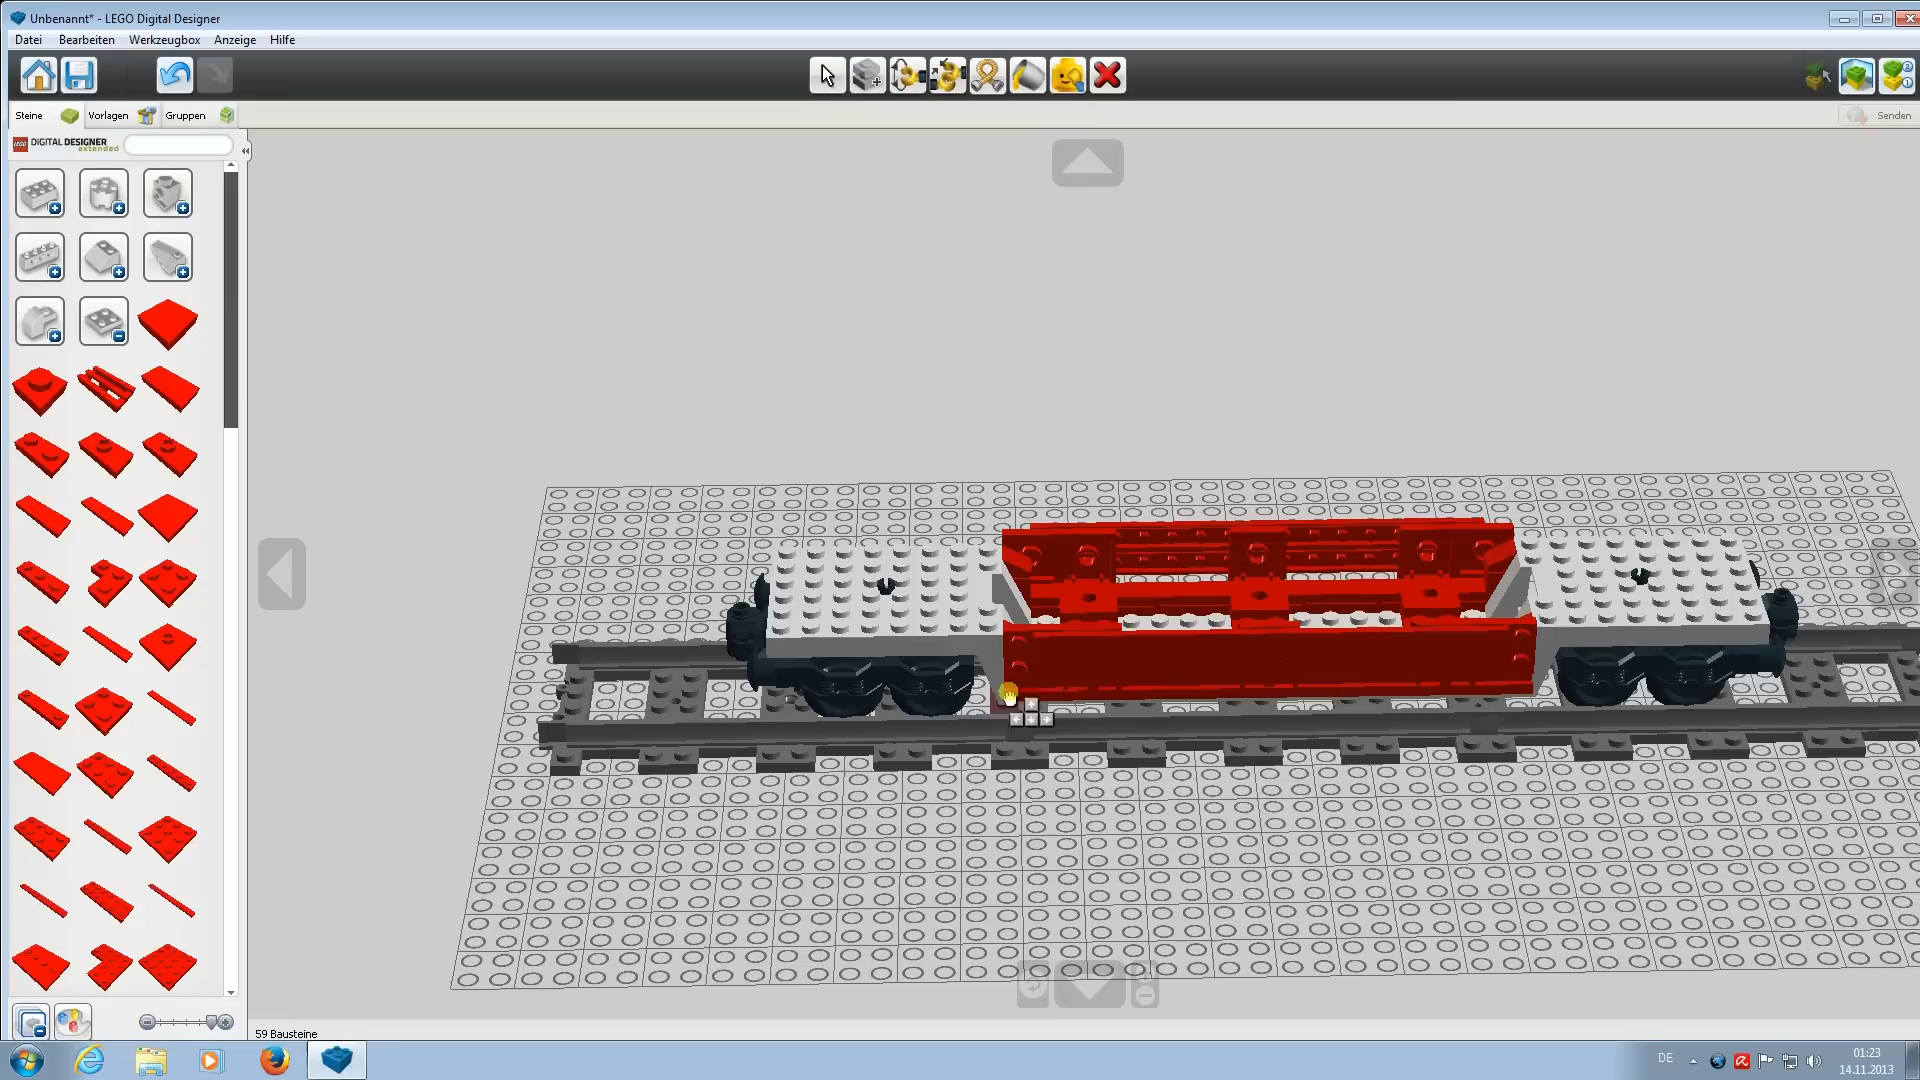 Unbenannt* - LEGO Digital Designer
Datei Bearbeiten Werkzeugbox Anzeige Hilfe
Steine Vorlagen Gruppen Senden
LEGO DIGITAL DESIGNER
extended
59 Bausteine
DE
01:23
14.11.2013